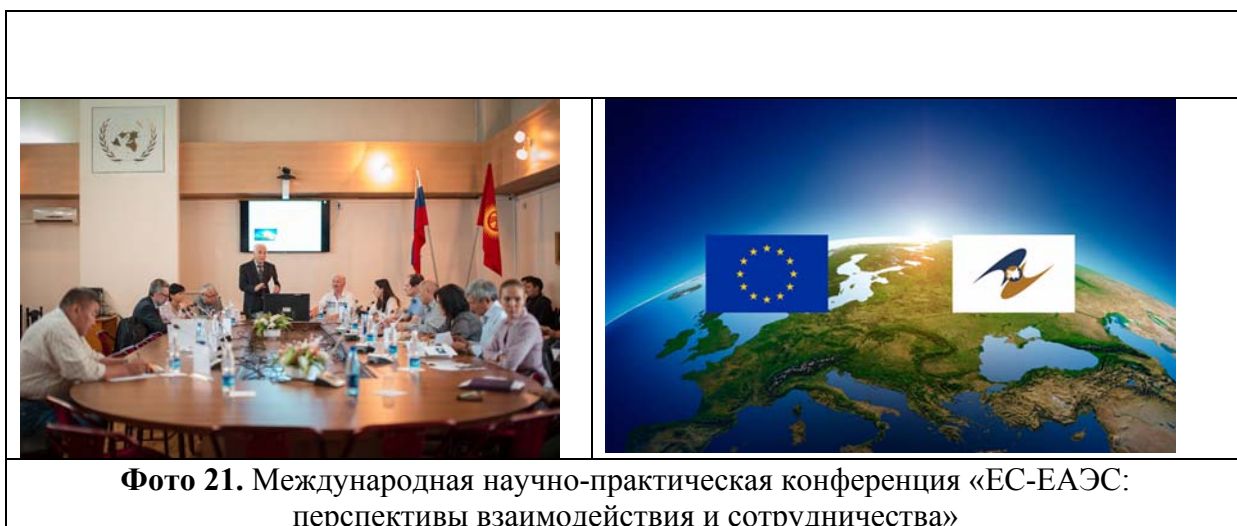 Фото 21. Международная научно-практическая конференция «ЕС-ЕАЭС:
перспективы взаимодействия и сотрудничества»